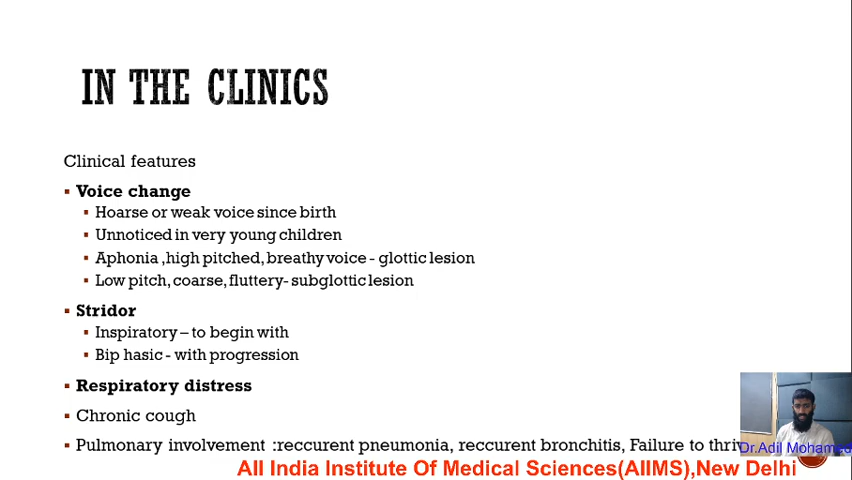 IN THE CLINICS
Clinical features
Voice change
Hoarse or weak voice since birth
Unnoticed in very young children
Aphonia ,high pitched, breathy voice - glottic lesion
Low pitch, coarse, fluttery- subglottic lesion
Stridor
Inspiratory – to begin with
Bip hasic - with progression
Respiratory distress
Chronic cough
Pulmonary involvement :reccurent pneumonia, reccurent bronchitis, Failure to thriv
Dr.Adil Mohamed
All India Institute Of Medical Sciences(AIIMS),New Delhi